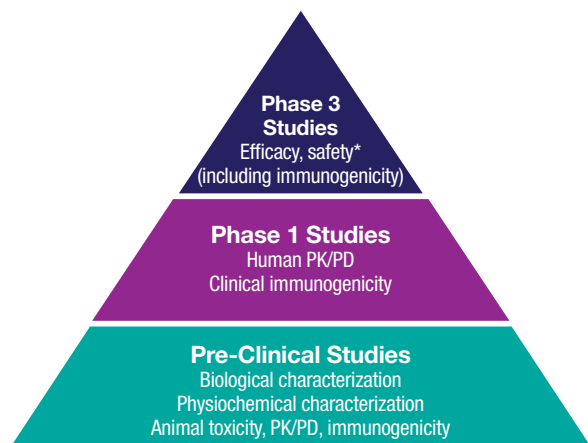 Phase 3
Studies
Efficacy, safety*
(including immunogenicity)
Phase 1 Studies
Human PK/PD
Clinical immunogenicity
Pre-Clinical Studies
Biological characterization
Physiochemical characterization
Animal toxicity, PK/PD, immunogenicity